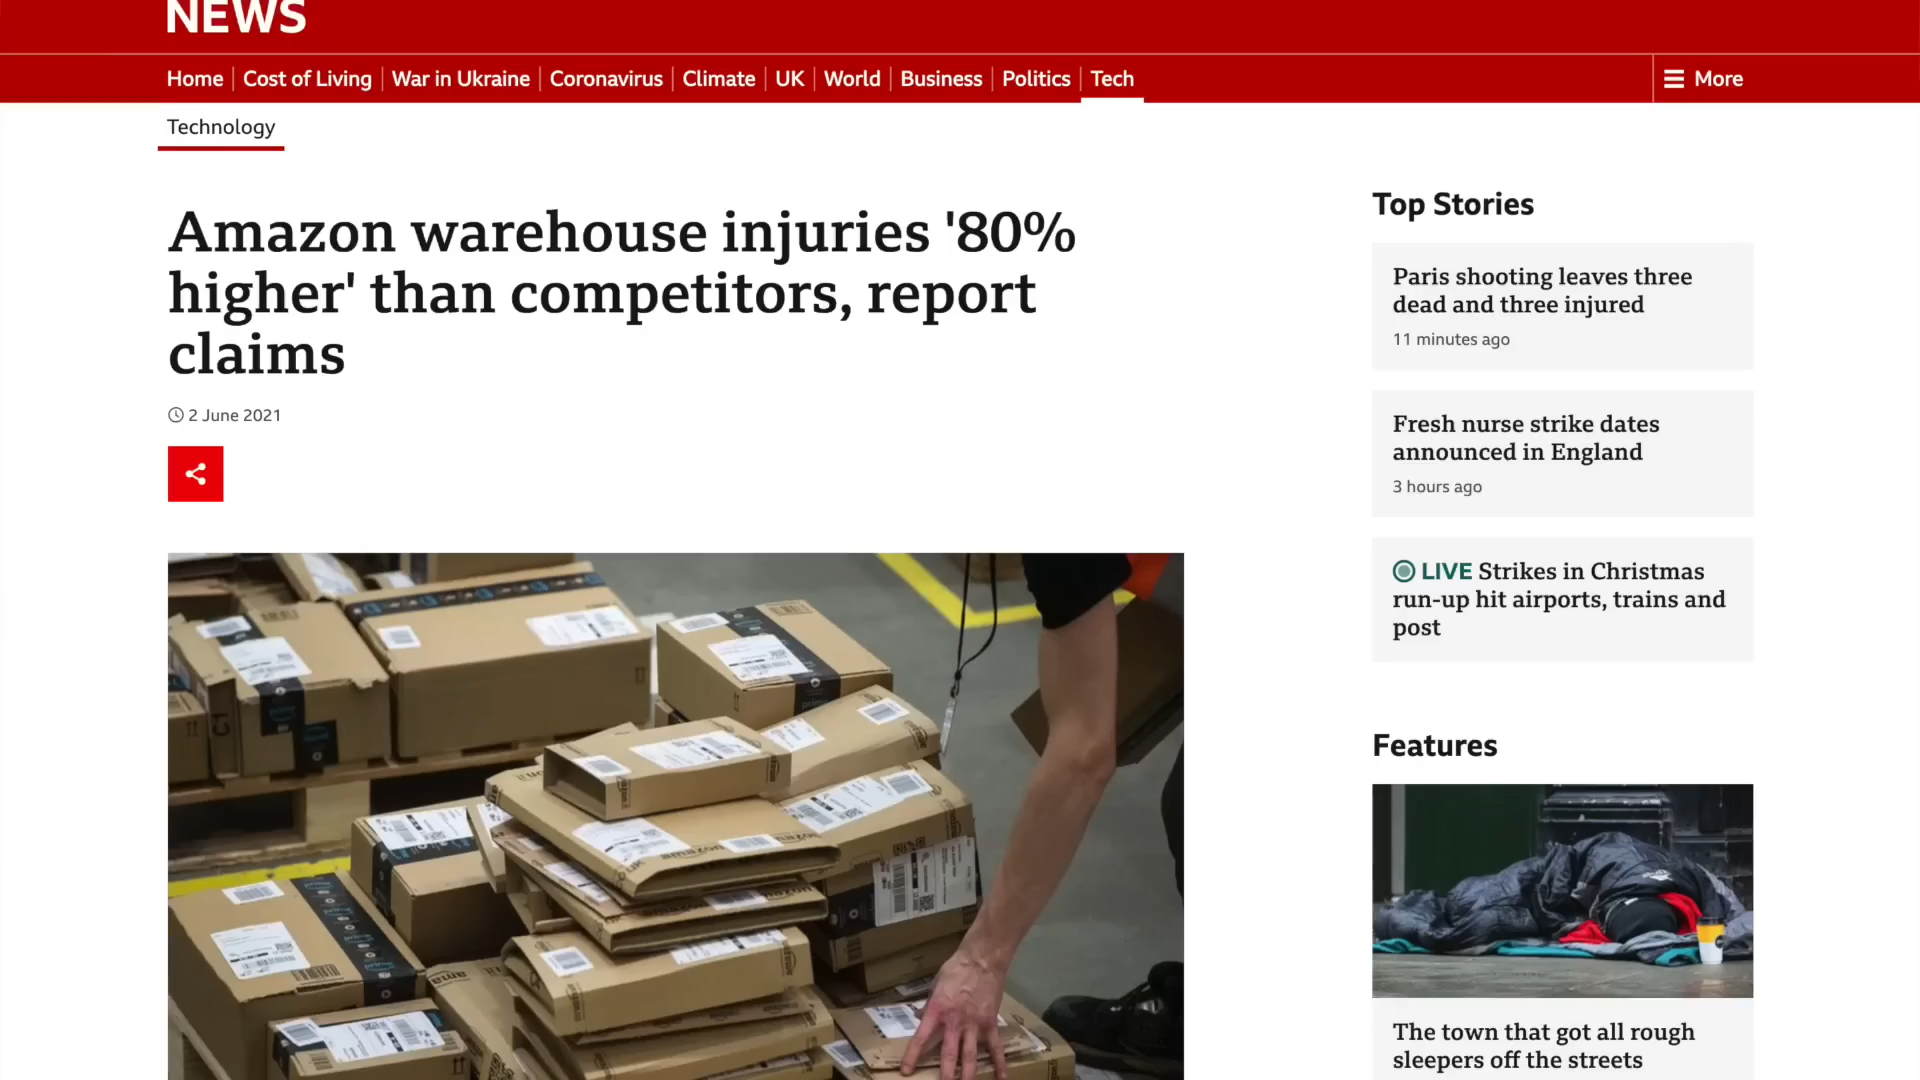 NEWS
Home
Cost of Living
War in Ukraine
Coronavirus
Climate
UK
World
Business
Politics
Tech
More
Technology
Amazon warehouse injuries '80%
higher' than competitors, report
claims
2 June 2021
Top Stories
Paris shooting leaves three
dead and three injured
11 minutes ago
Fresh nurse strike dates
announced in England
3 hours ago
LIVE Strikes in Christmas
run-up hit airports, trains and
post
Features
The town that got all rough
sleepers off the streets